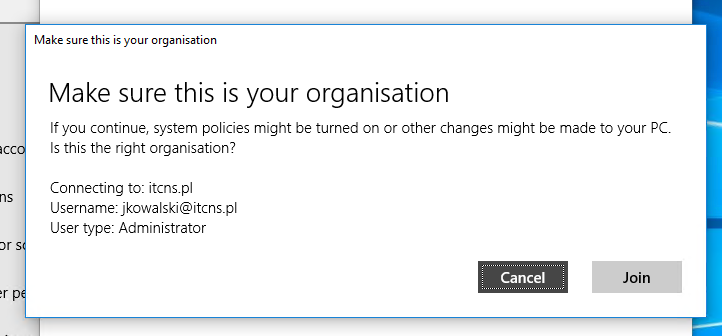 Make sure this is your organisation
Make sure this is your organisation
If you continue, system policies might be turned on or other changes might be made to your PC.
Is this the right organisation?
acco
ns
Connecting to: itcns.pl
Username: jkowalski@itcns.pl
User type: Administrator
or so
Cancel
Join
er pe